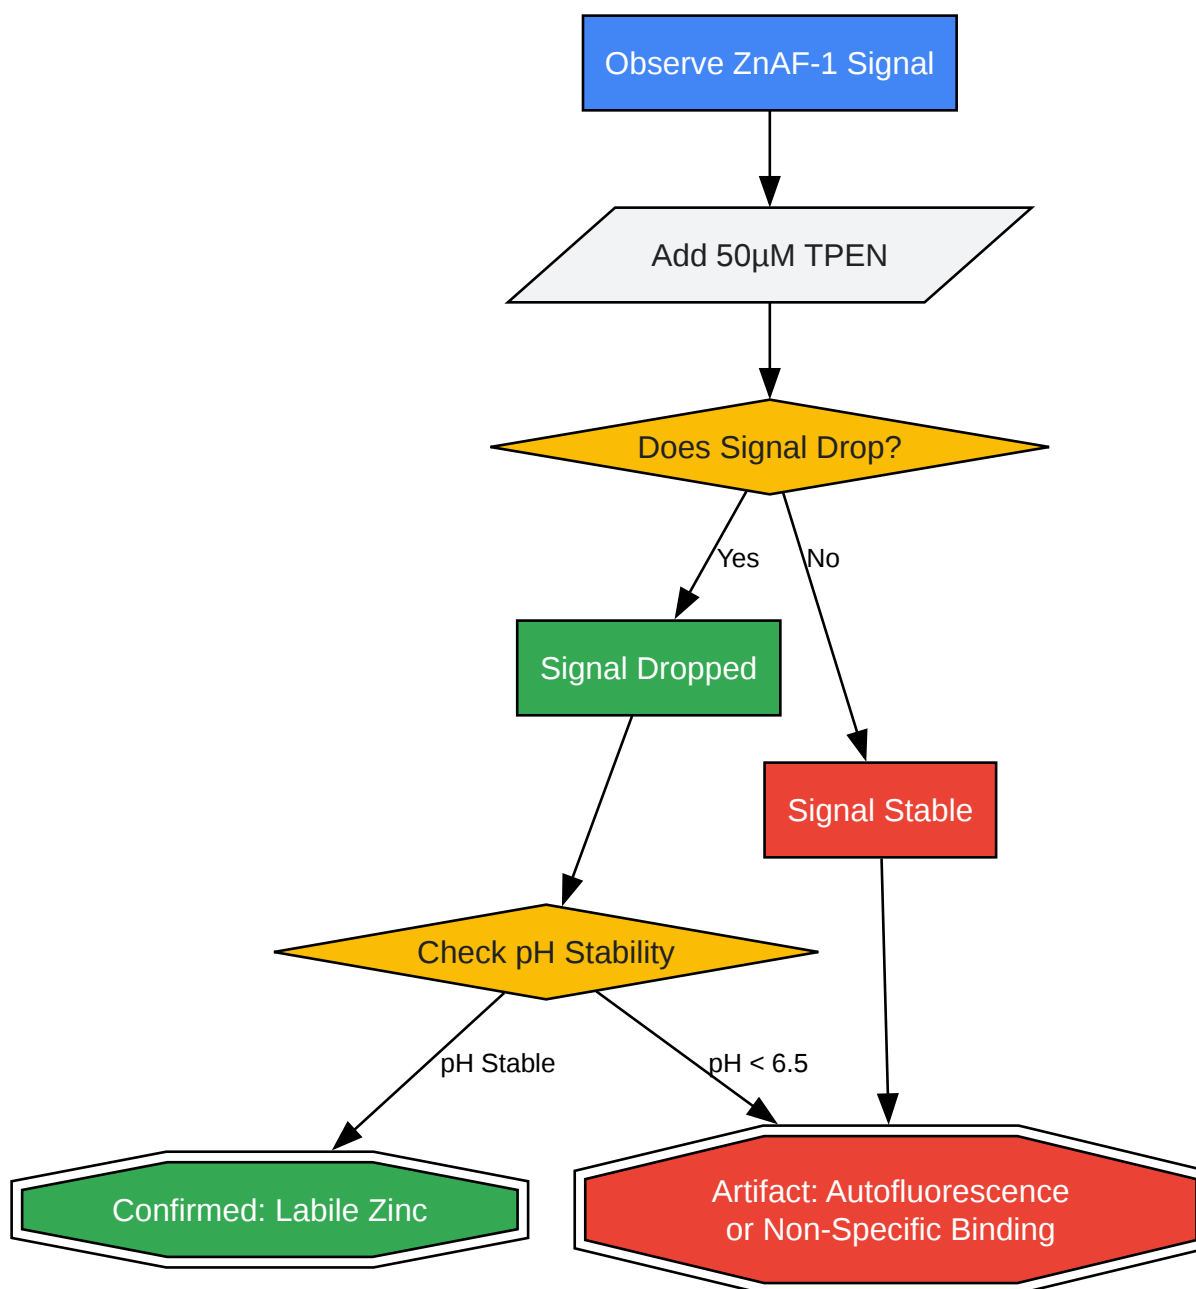 Observe ZnAF-1 Signal
Add 50µM TPEN
Does Signal Drop?
Yes
No
Signal Dropped
Signal Stable
Check pH Stability
pH Stable
pH < 6.5
Confirmed: Labile Zinc
Artifact: Autofluorescence
or Non-Specific Binding